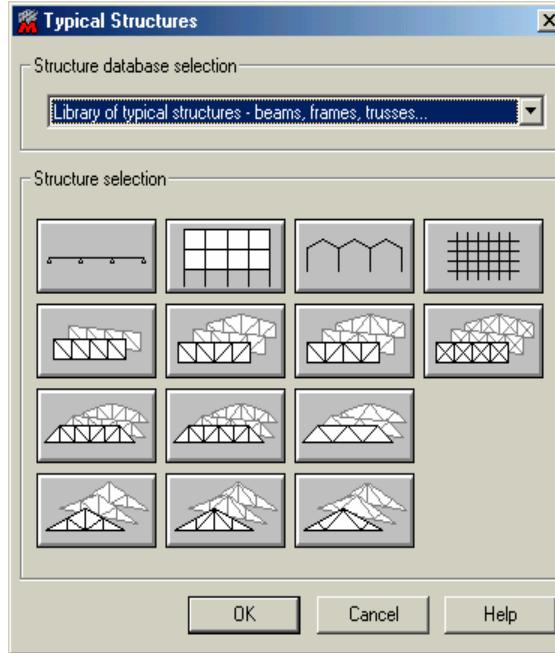 Typical Structures
Structure database selection
Library of typical structures - beams, frames, trusses...
Structure selection
OK
Cancel
Help